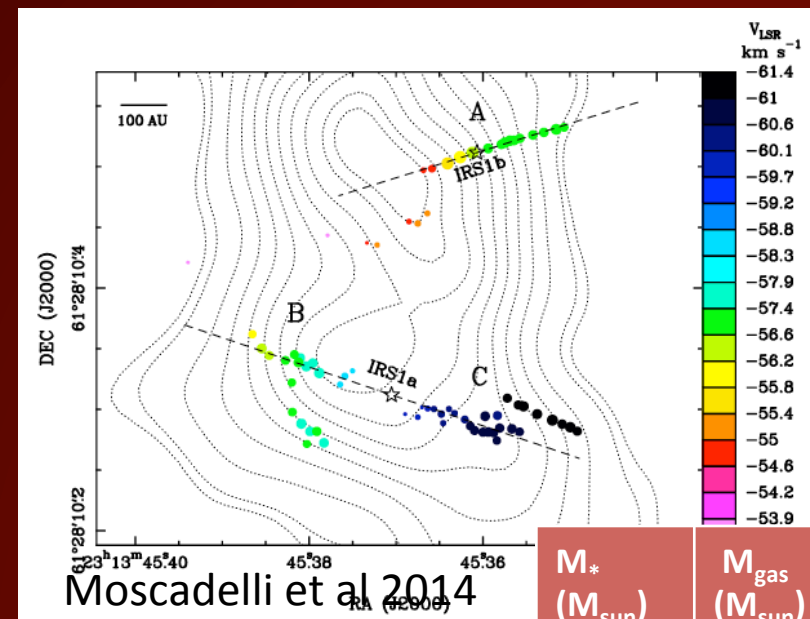 V_LSR
km s⁻¹
100 AU
A
IRS1b
B
IRS1a
C
DEC (J2000)
61°28'10."4
61°28'10."2
23ʰ13ᵐ45ˢ.40
45ˢ.38
45ˢ.36
RA (J2000)
−61.4
−61
−60.6
−60.1
−59.7
−59.2
−58.8
−58.3
−57.9
−57.4
−56.6
−56.2
−55.8
−55.4
−55
−54.6
−54.2
−53.9
Moscadelli et al 2014
M*
(Msun)
Mgas
(Msun)